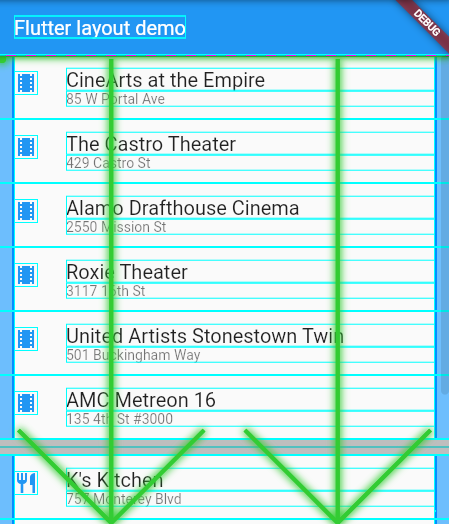 Flutter layout demo
DEBUG
CineArts at the Empire
85 W Portal Ave
The Castro Theater
429 Castro St
Alamo Drafthouse Cinema
2550 Mission St
Roxie Theater
3117 16th St
United Artists Stonestown Twin
501 Buckingham Way
AMC Metreon 16
135 4th St #3000
K's Kitchen
757 Monterey Blvd